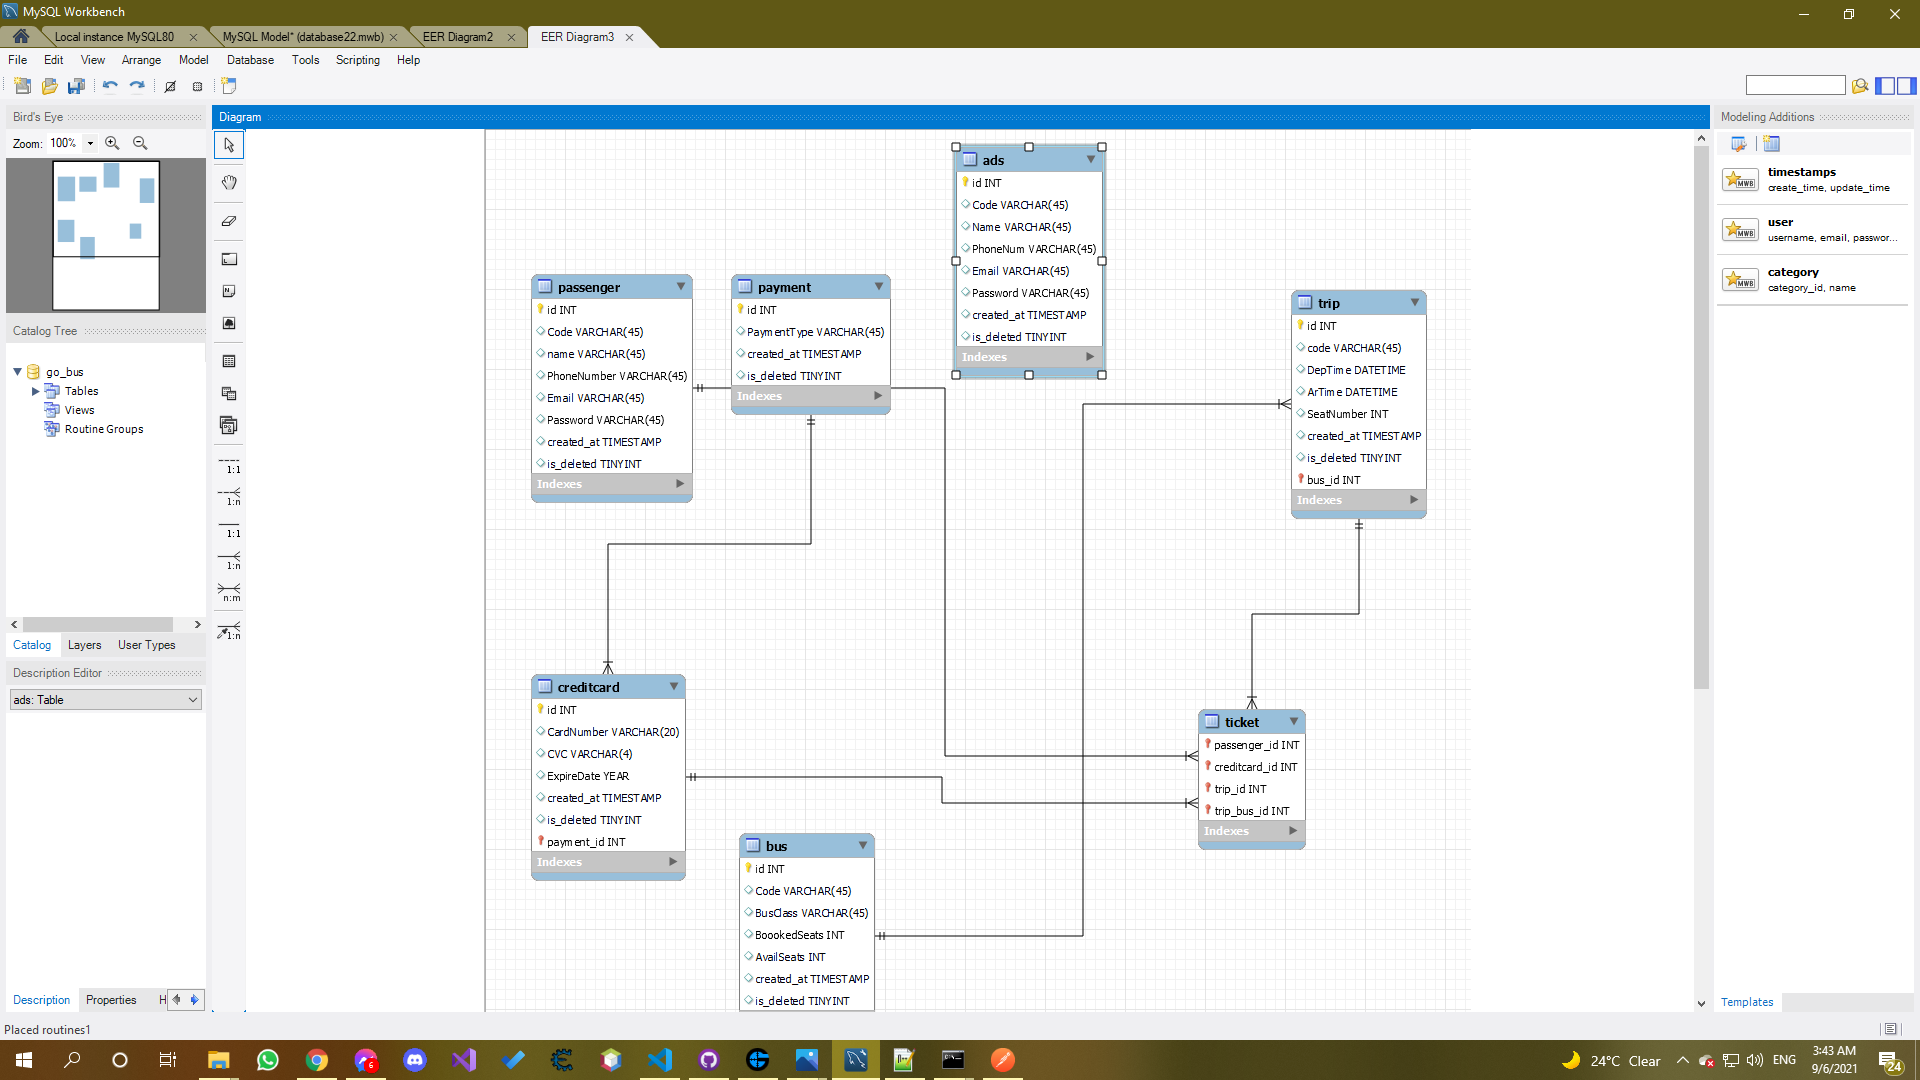 MySQL Workbench
Local instance MySQL80
MySQL Model* (database22.mwb)
EER Diagram2
EER Diagram3
File Edit View Arrange Model Database Tools Scripting Help
Bird's Eye
Zoom: 100%
Catalog Tree
go_bus
Tables
Views
Routine Groups
Catalog Layers User Types
Description Editor
ads: Table
Description Properties H
Placed routines1
Diagram
1:1
1:n
1:1
1:n
n:m
1:n
ads
id INT
Code VARCHAR(45)
Name VARCHAR(45)
PhoneNum VARCHAR(45)
Email VARCHAR(45)
Password VARCHAR(45)
created_at TIMESTAMP
is_deleted TINYINT
Indexes
passenger
id INT
Code VARCHAR(45)
name VARCHAR(45)
PhoneNumber VARCHAR(45)
Email VARCHAR(45)
Password VARCHAR(45)
created_at TIMESTAMP
is_deleted TINYINT
Indexes
payment
id INT
PaymentType VARCHAR(45)
created_at TIMESTAMP
is_deleted TINYINT
Indexes
trip
id INT
code VARCHAR(45)
DepTime DATETIME
ArTime DATETIME
SeatNumber INT
created_at TIMESTAMP
is_deleted TINYINT
bus_id INT
Indexes
creditcard
id INT
CardNumber VARCHAR(20)
CVC VARCHAR(4)
ExpireDate YEAR
created_at TIMESTAMP
is_deleted TINYINT
payment_id INT
Indexes
ticket
passenger_id INT
creditcard_id INT
trip_id INT
trip_bus_id INT
Indexes
bus
id INT
Code VARCHAR(45)
BusClass VARCHAR(45)
BoookedSeats INT
AvailSeats INT
created_at TIMESTAMP
is_deleted TINYINT
Modeling Additions
timestamps
create_time, update_time
user
username, email, passwor...
category
category_id, name
Templates
6
24°C Clear
ENG
3:43 AM
9/6/2021
24